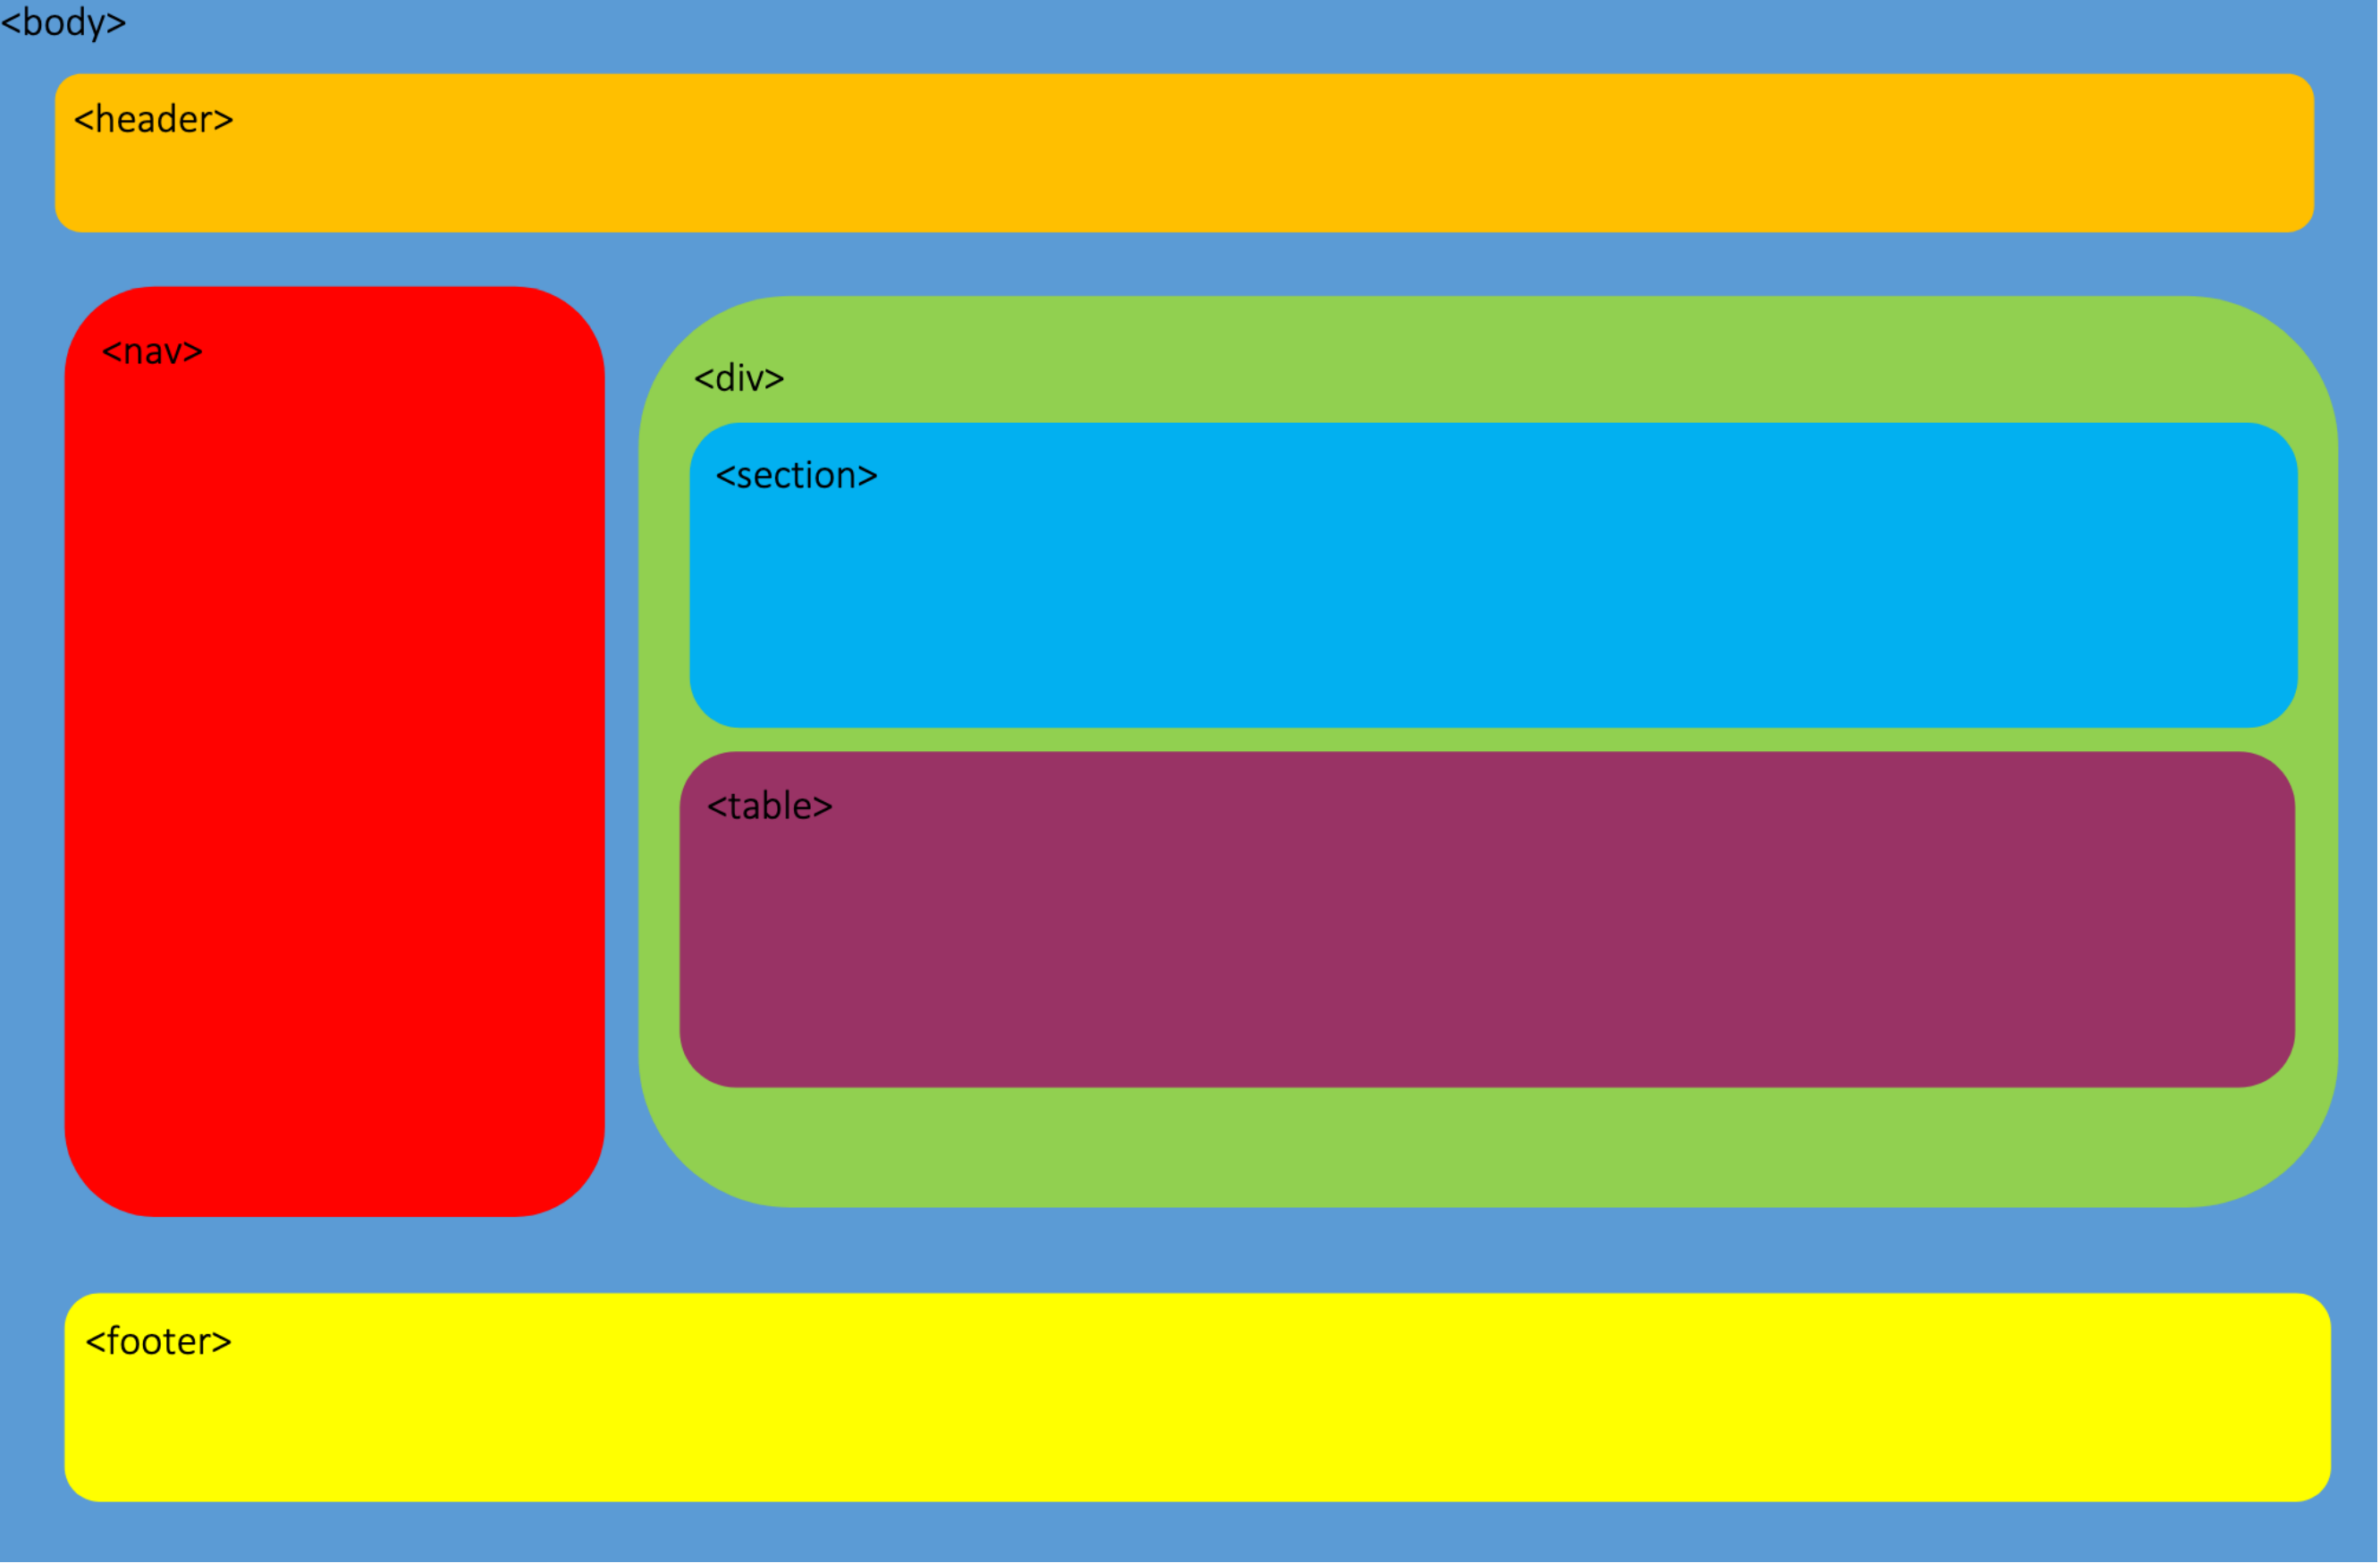 <body>
<header>
<nav>
<div>
<section>
<table>
<footer>